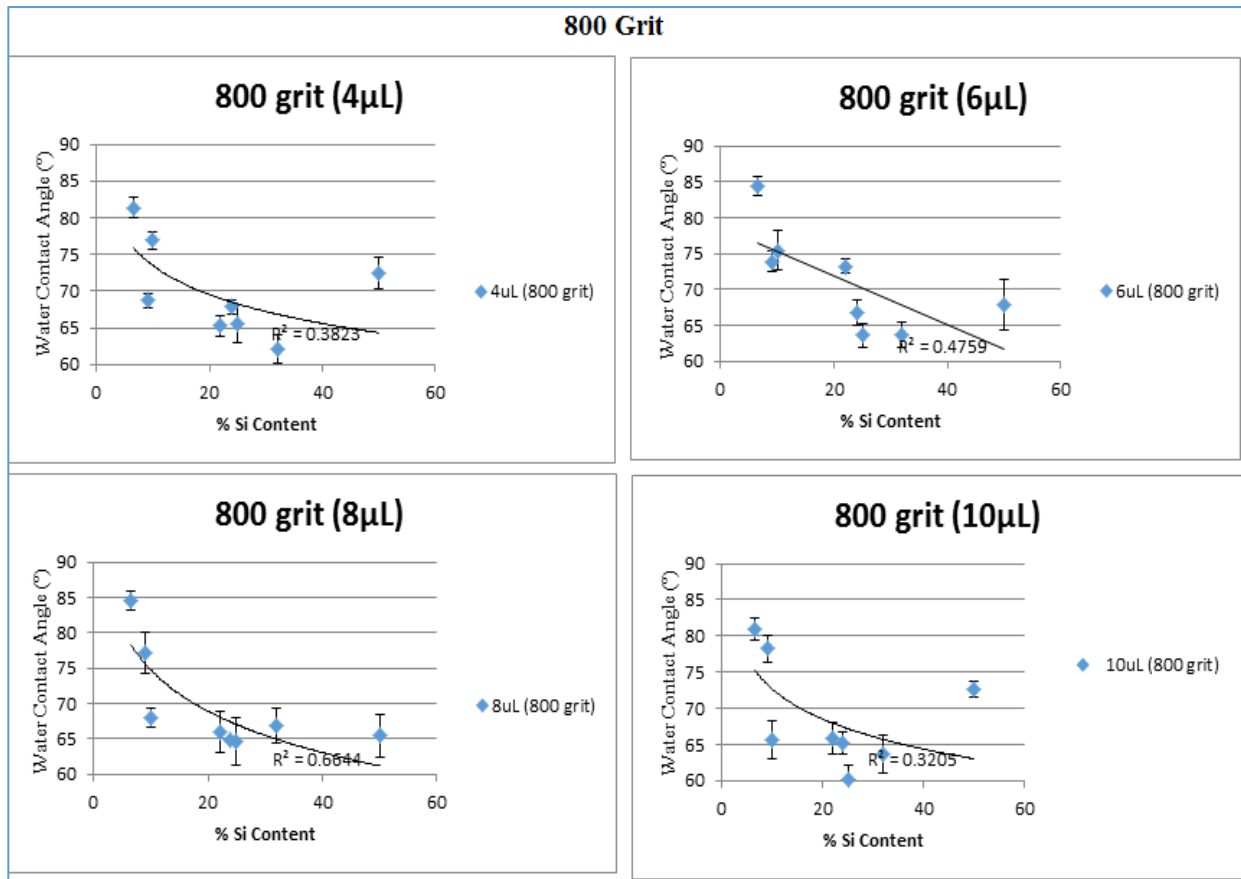 800 Grit
800 grit (4µL)
Water Contact Angle (°)
90
85
80
75
70
65
60
0
20
40
60
% Si Content
R² = 0.3823
4uL (800 grit)
800 grit (6µL)
Water Contact Angle (°)
90
85
80
75
70
65
60
0
20
40
60
% Si Content
R² = 0.4759
6uL (800 grit)
800 grit (8µL)
Water Contact Angle (°)
90
85
80
75
70
65
60
0
20
40
60
% Si Content
R² = 0.6644
8uL (800 grit)
800 grit (10µL)
Water Contact Angle (°)
90
85
80
75
70
65
60
0
20
40
60
% Si Content
R² = 0.3205
10uL (800 grit)